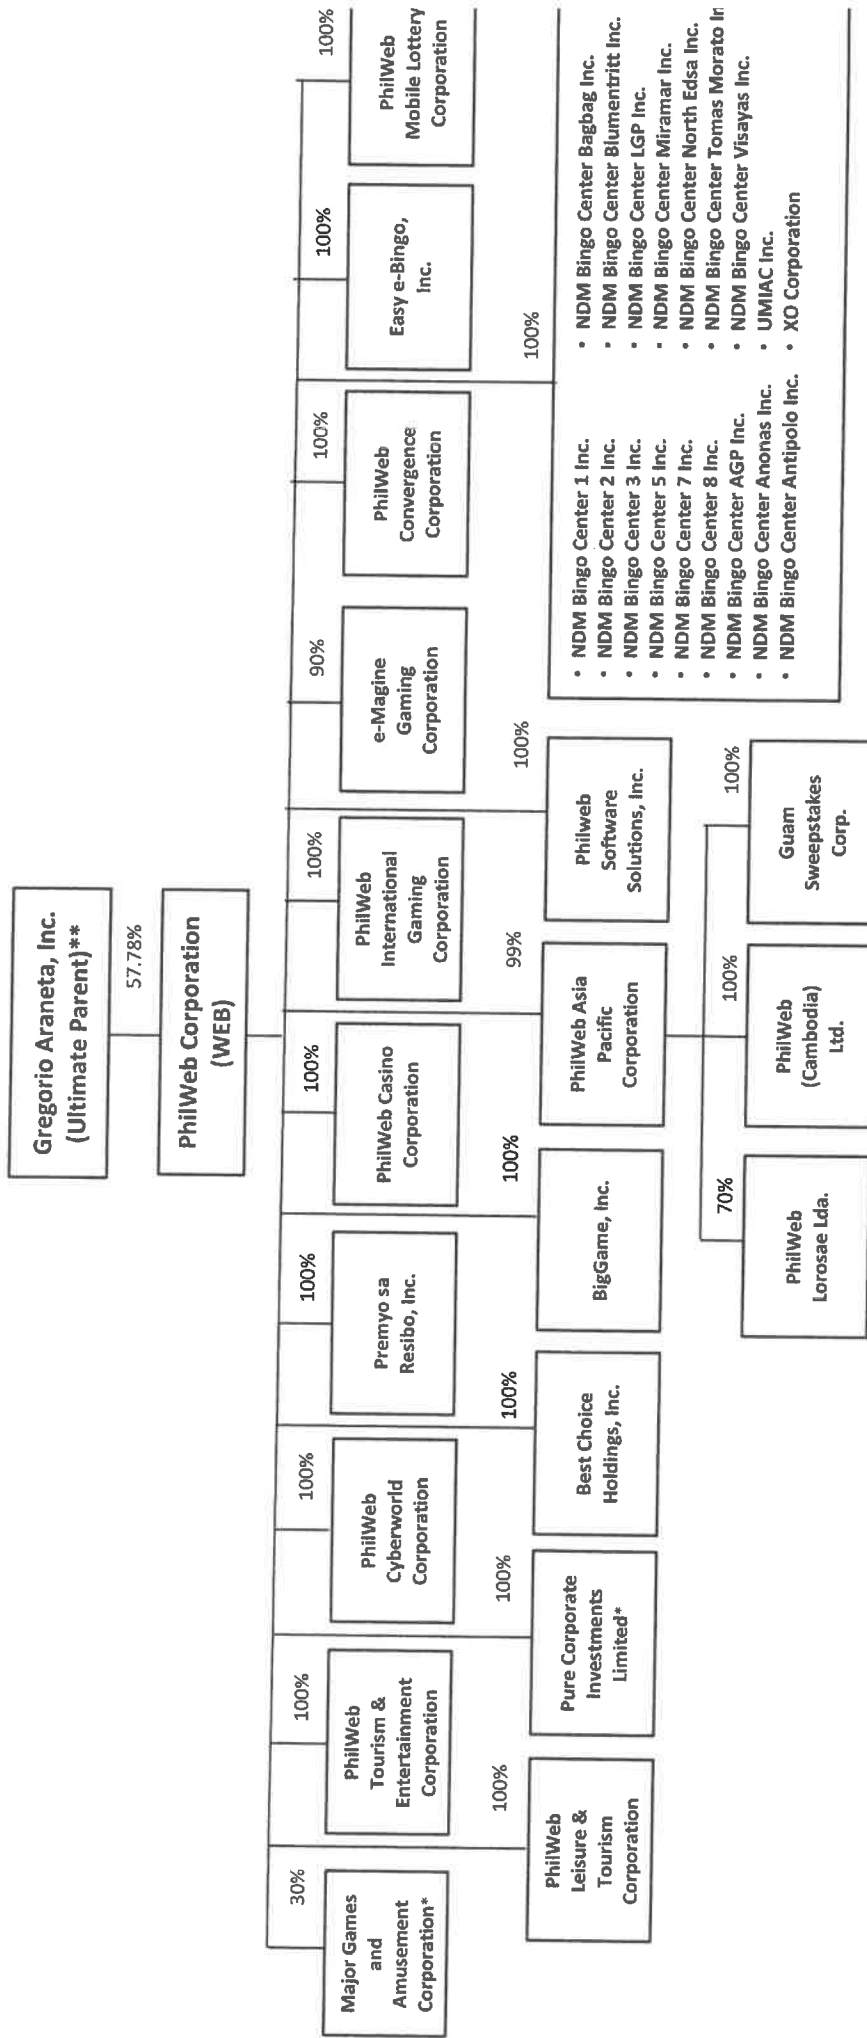 Gregorio Araneta, Inc.
(Ultimate Parent)**
57.78%
PhilWeb Corporation
(WEB)
30%
100%
100%
100%
100%
100%
90%
100%
100%
100%
Major Games
and
Amusement
Corporation*
PhilWeb
Tourism &
Entertainment
Corporation
PhilWeb
Cyberworld
Corporation
Premyo sa
Resibo, Inc.
PhilWeb Casino
Corporation
PhilWeb
International
Gaming
Corporation
e-Magine
Gaming
Corporation
PhilWeb
Convergence
Corporation
Easy e-Bingo,
Inc.
PhilWeb
Mobile Lottery
Corporation
100%
100%
100%
100%
99%
100%
100%
PhilWeb
Leisure &
Tourism
Corporation
Pure Corporate
Investments
Limited*
Best Choice
Holdings, Inc.
BigGame, Inc.
PhilWeb Asia
Pacific
Corporation
Philweb
Software
Solutions, Inc.
• NDM Bingo Center 1 Inc.
• NDM Bingo Center 2 Inc.
• NDM Bingo Center 3 Inc.
• NDM Bingo Center 5 Inc.
• NDM Bingo Center 7 Inc.
• NDM Bingo Center 8 Inc.
• NDM Bingo Center AGP Inc.
• NDM Bingo Center Anonas Inc.
• NDM Bingo Center Antipolo Inc.
• NDM Bingo Center Bagbag Inc.
• NDM Bingo Center Blumentritt Inc.
• NDM Bingo Center LGP Inc.
• NDM Bingo Center Miramar Inc.
• NDM Bingo Center North Edsa Inc.
• NDM Bingo Center Tomas Morato In
• NDM Bingo Center Visayas Inc.
• UMIAC Inc.
• XO Corporation
70%
100%
100%
PhilWeb
Lorosae Lda.
PhilWeb
(Cambodia)
Ltd.
Guam
Sweepstakes
Corp.